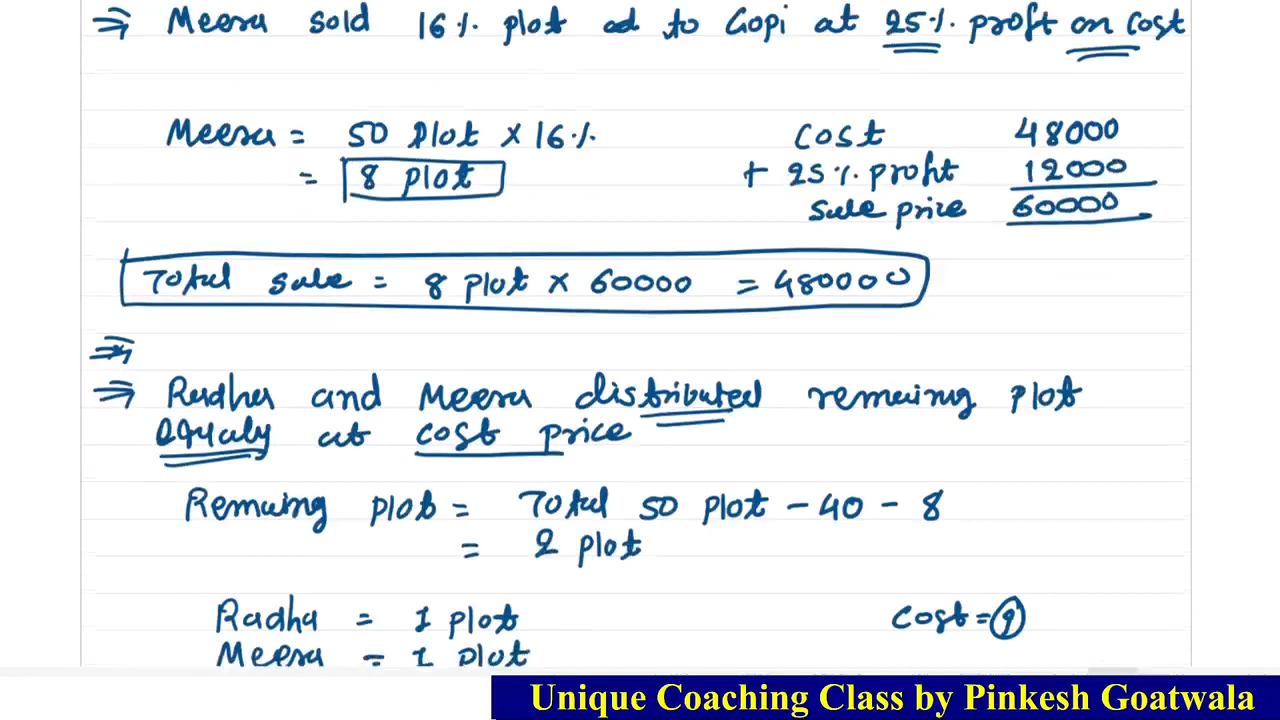 ⇒ Meera sold 16% plot ad to Gopi at 25% profit on cost
Meera = 50 Plot × 16%
= 8 plot
Cost 48000
+ 25% profit 12000
Sale price 60000
Total sale = 8 plot × 60000 = 480000
⇒
⇒ Radha and Meera distributed remaining plot
equaly at cost price
Remaing plot = Total 50 plot - 40 - 8
= 2 plot
Radha = 1 plot
Meera = 1 plot
Cost = 9
Unique Coaching Class by Pinkesh Goatwala